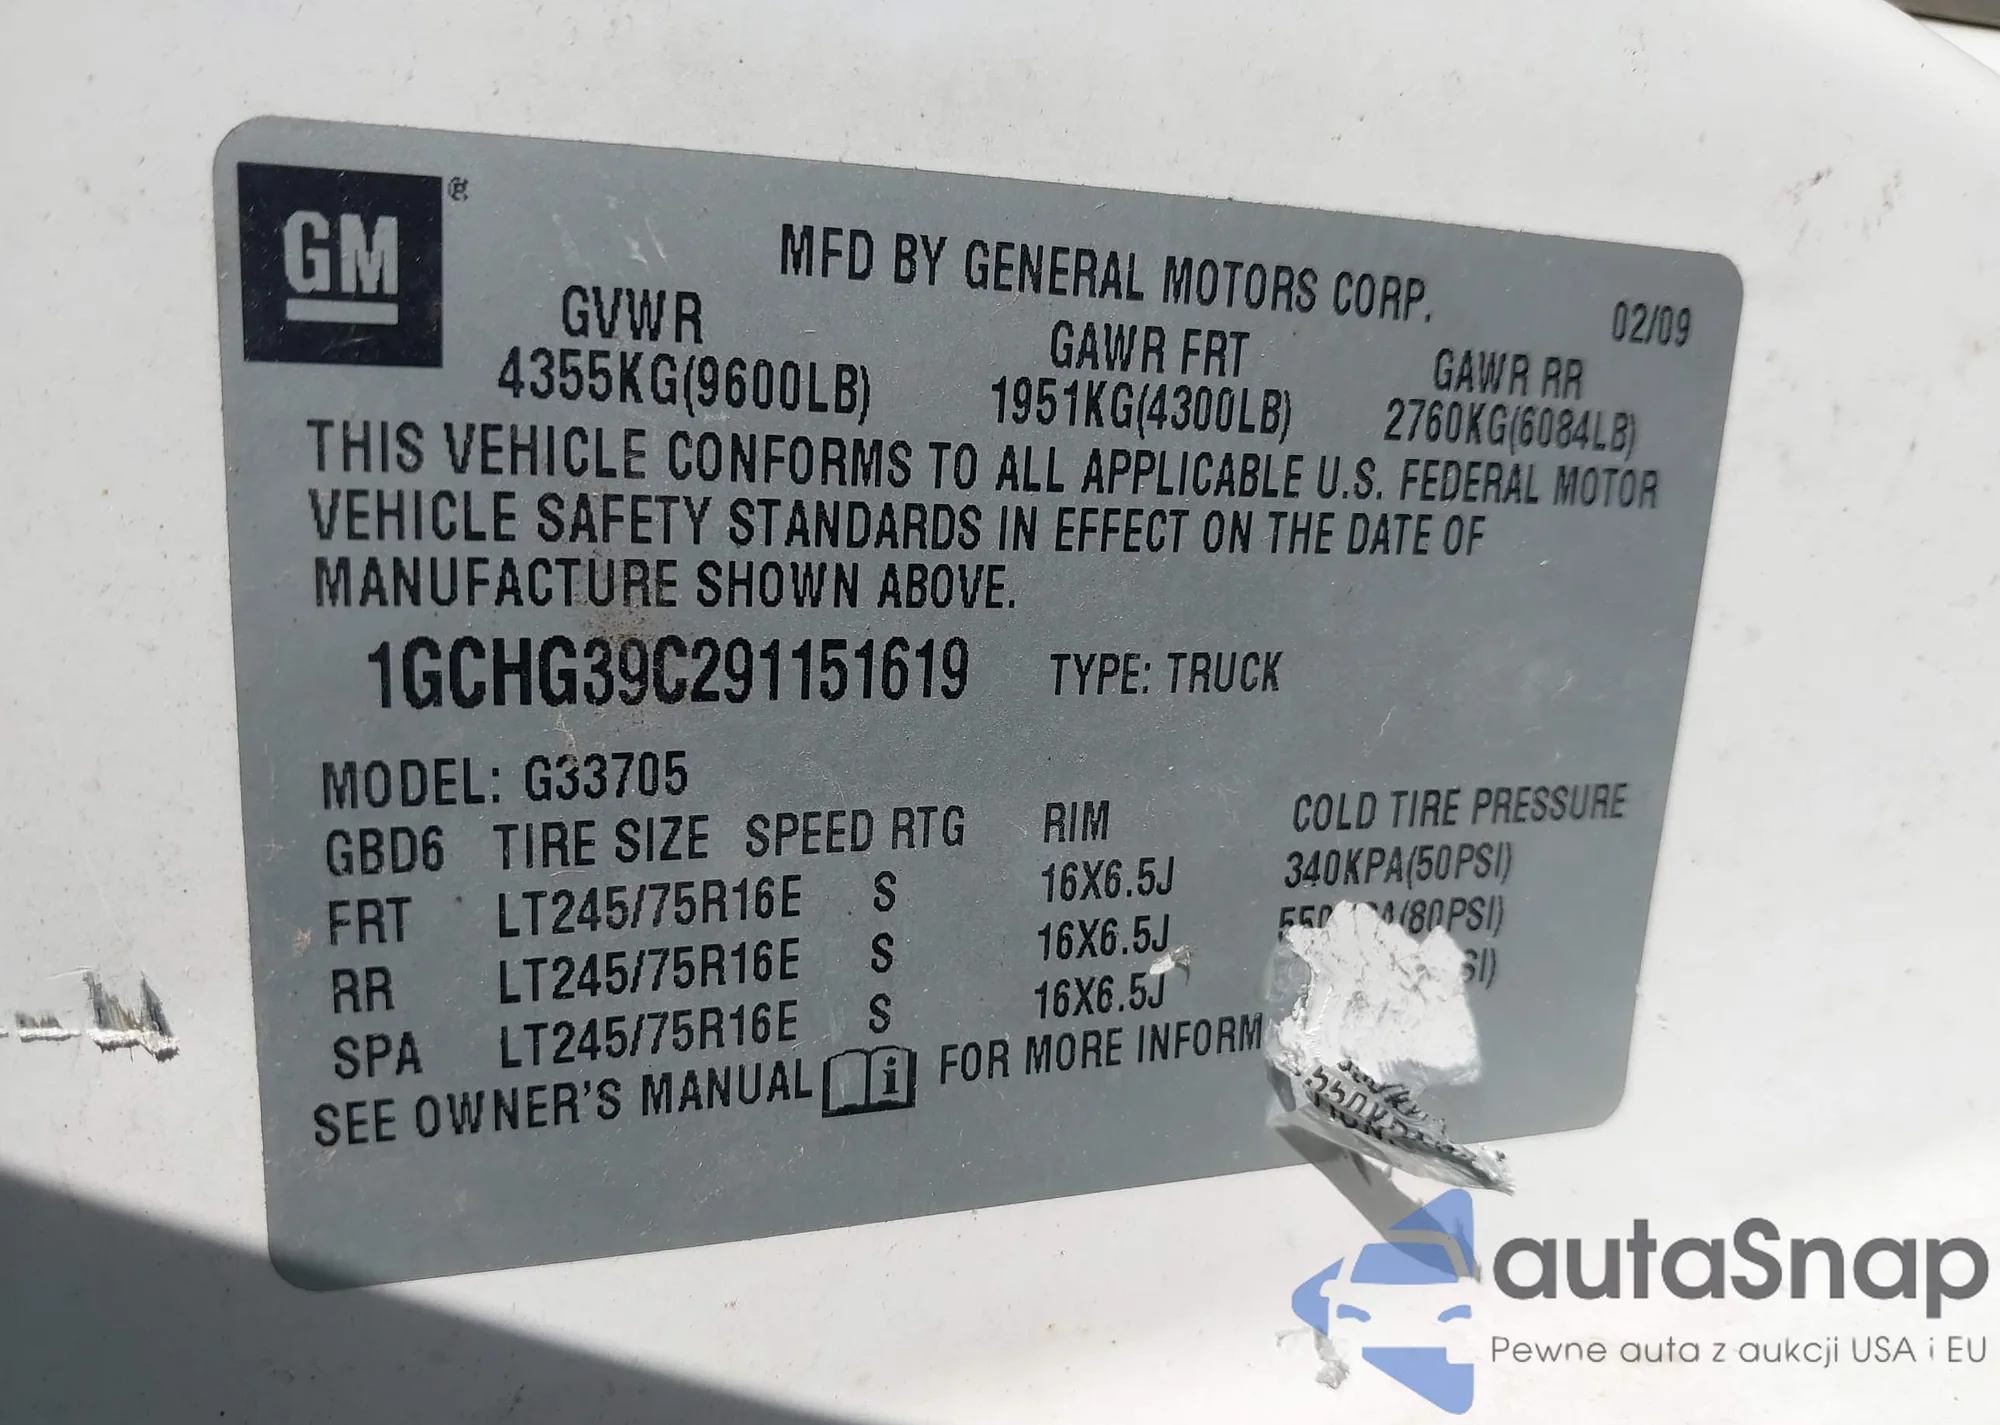 GM ®
MFD BY GENERAL MOTORS CORP.
02/09
GVWR GAWR FRT GAWR RR
4355KG(9600LB) 1951KG(4300LB) 2760KG(6084LB)
THIS VEHICLE CONFORMS TO ALL APPLICABLE U.S. FEDERAL MOTOR
VEHICLE SAFETY STANDARDS IN EFFECT ON THE DATE OF
MANUFACTURE SHOWN ABOVE.
1GCHG39C291151619 TYPE: TRUCK
MODEL: G33705
GBD6 TIRE SIZE SPEED RTG RIM COLD TIRE PRESSURE
FRT LT245/75R16E S 16X6.5J 340KPA(50PSI)
RR LT245/75R16E S 16X6.5J (80PSI)
SPA LT245/75R16E S 16X6.5J
SEE OWNER'S MANUAL i FOR MORE INFORM
autaSnap
Pewne auta z aukcji USA i EU